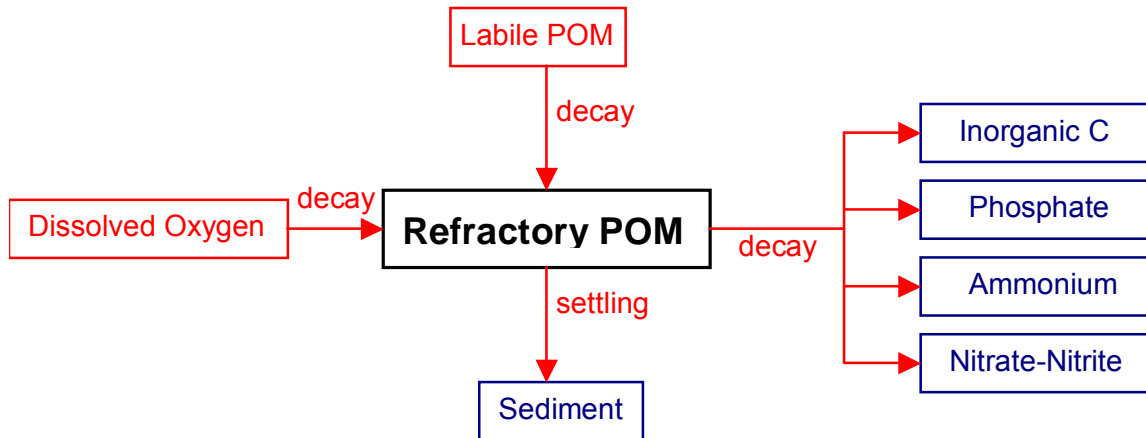 Labile POM
decay
Inorganic C
decay
Dissolved Oxygen
Refractory POM
decay
Phosphate
Ammonium
settling
Nitrate-Nitrite
Sediment